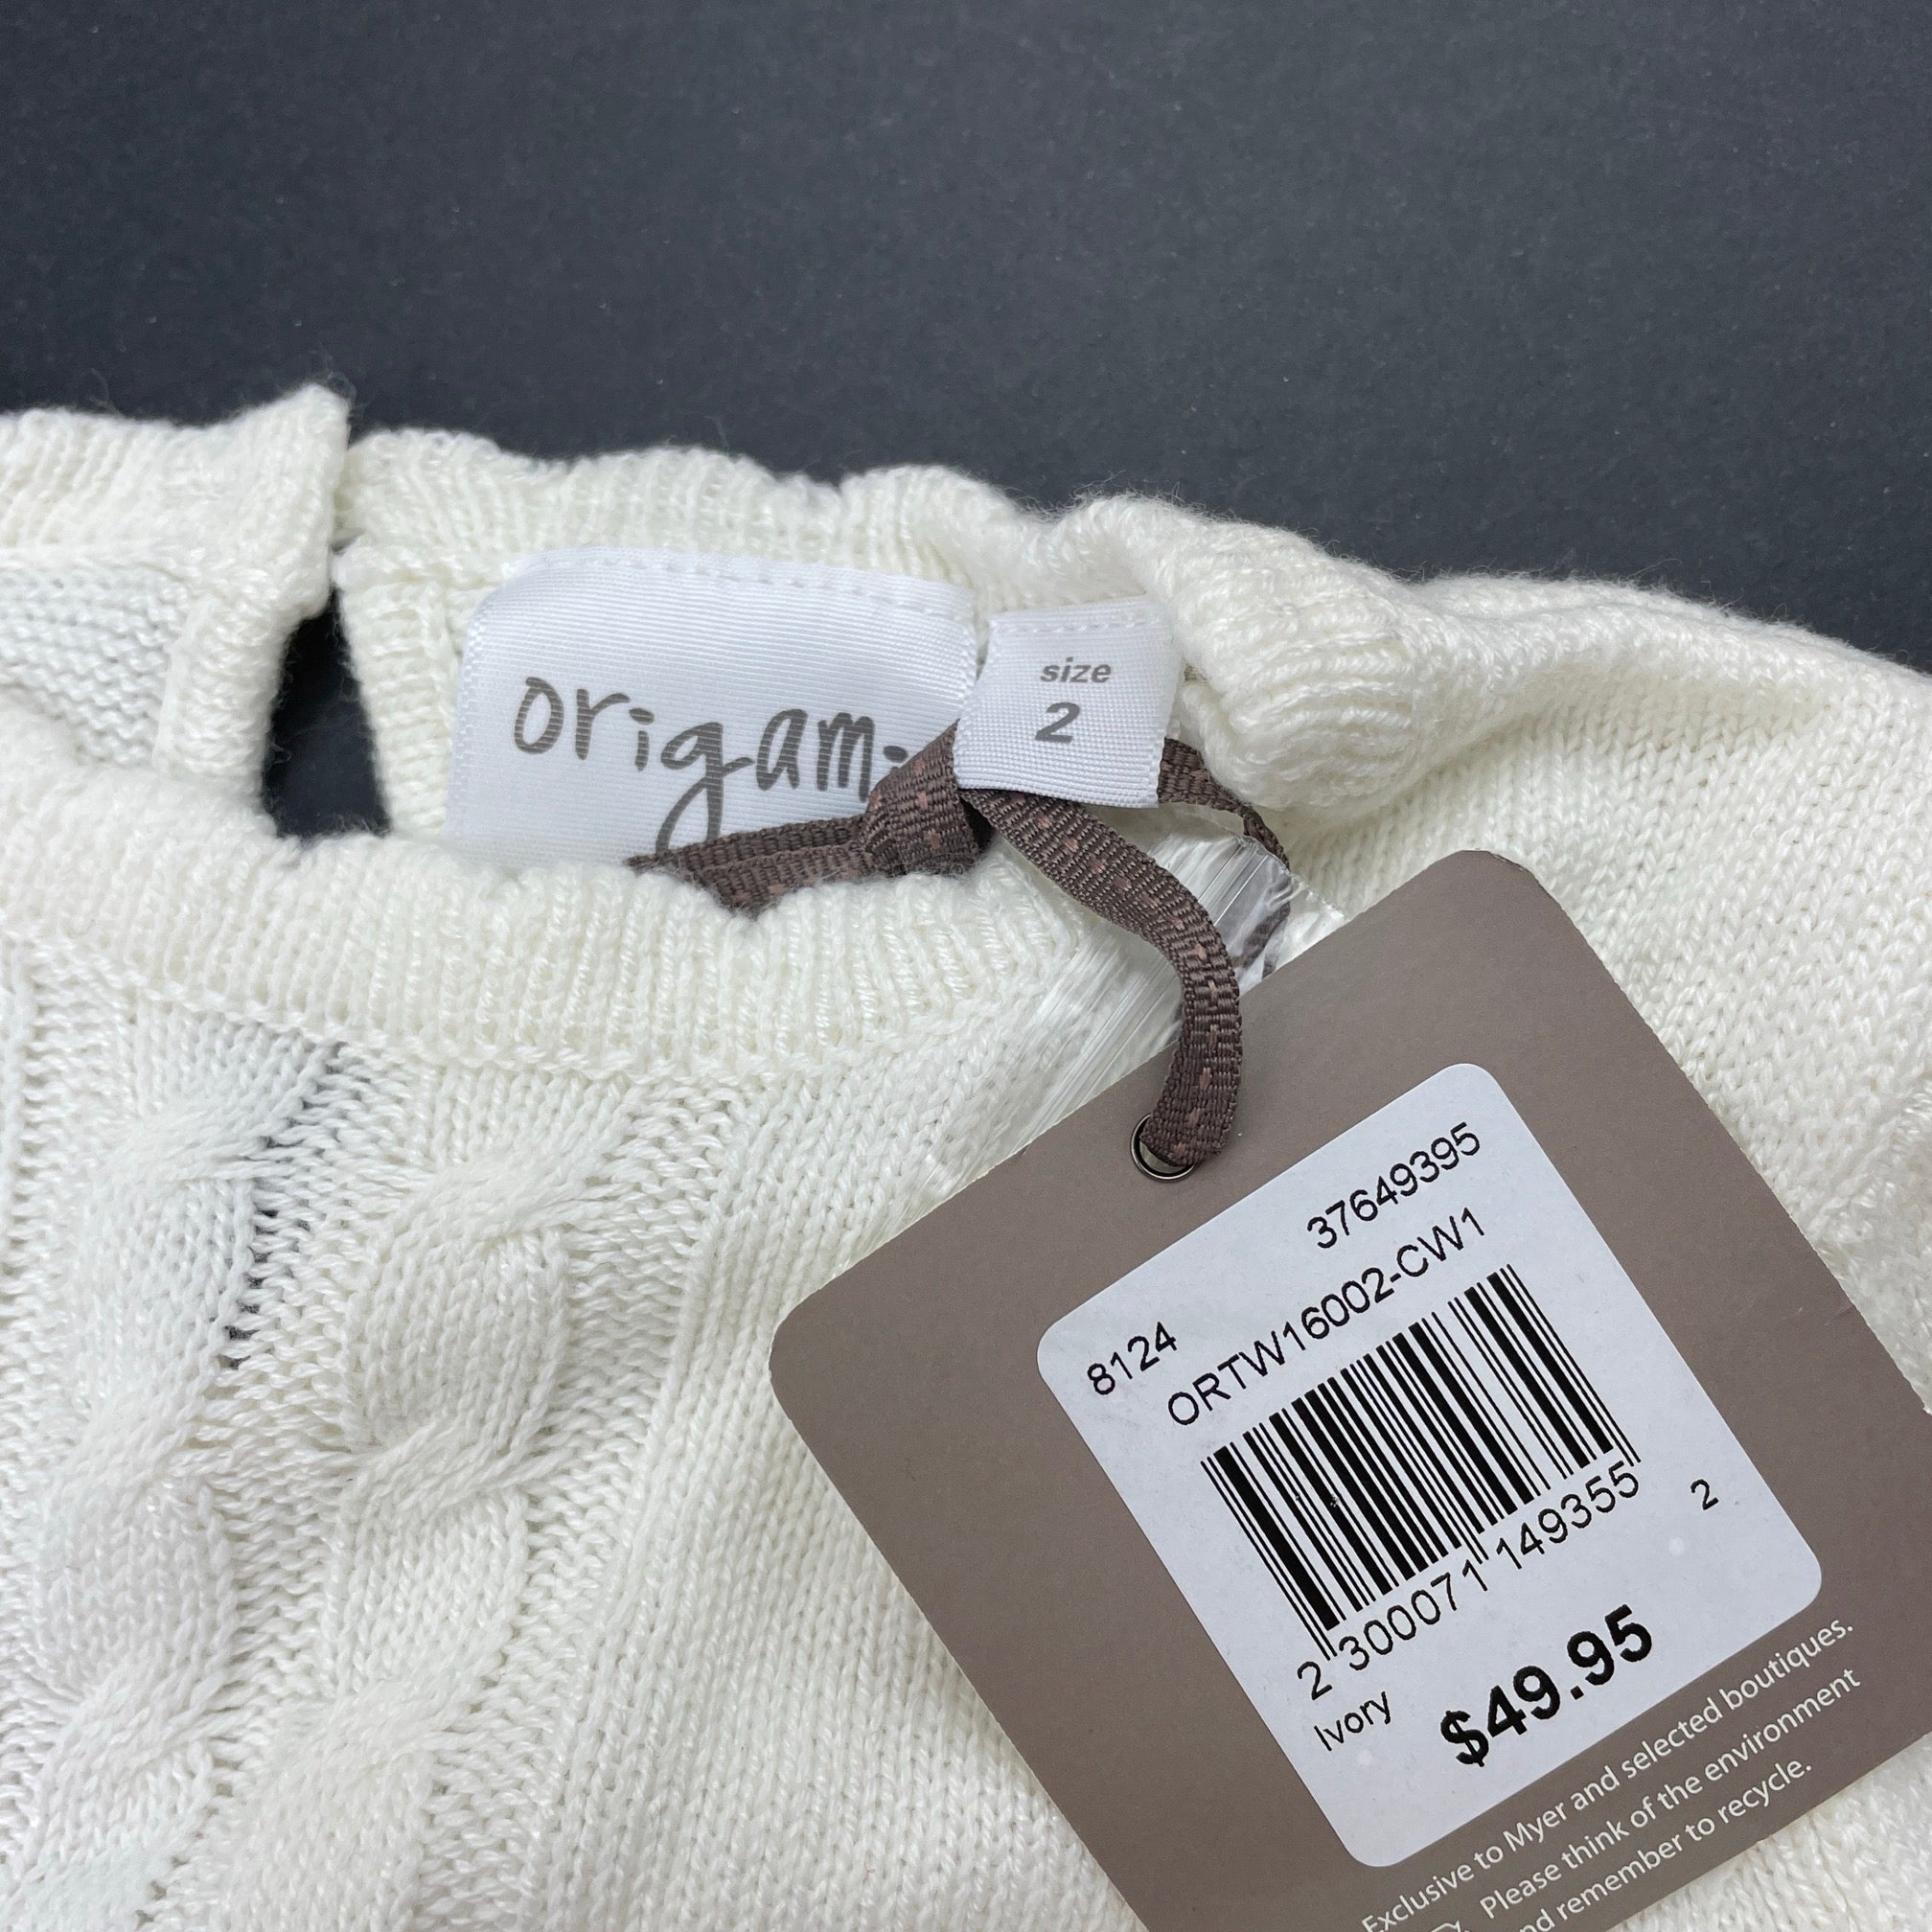 origami
size
2
37649395
8124
ORTW16002-CW1
2 300071 149355
2
Ivory
$49.95
Exclusive to Myer and selected boutiques.
Please think of the environment
and remember to recycle.